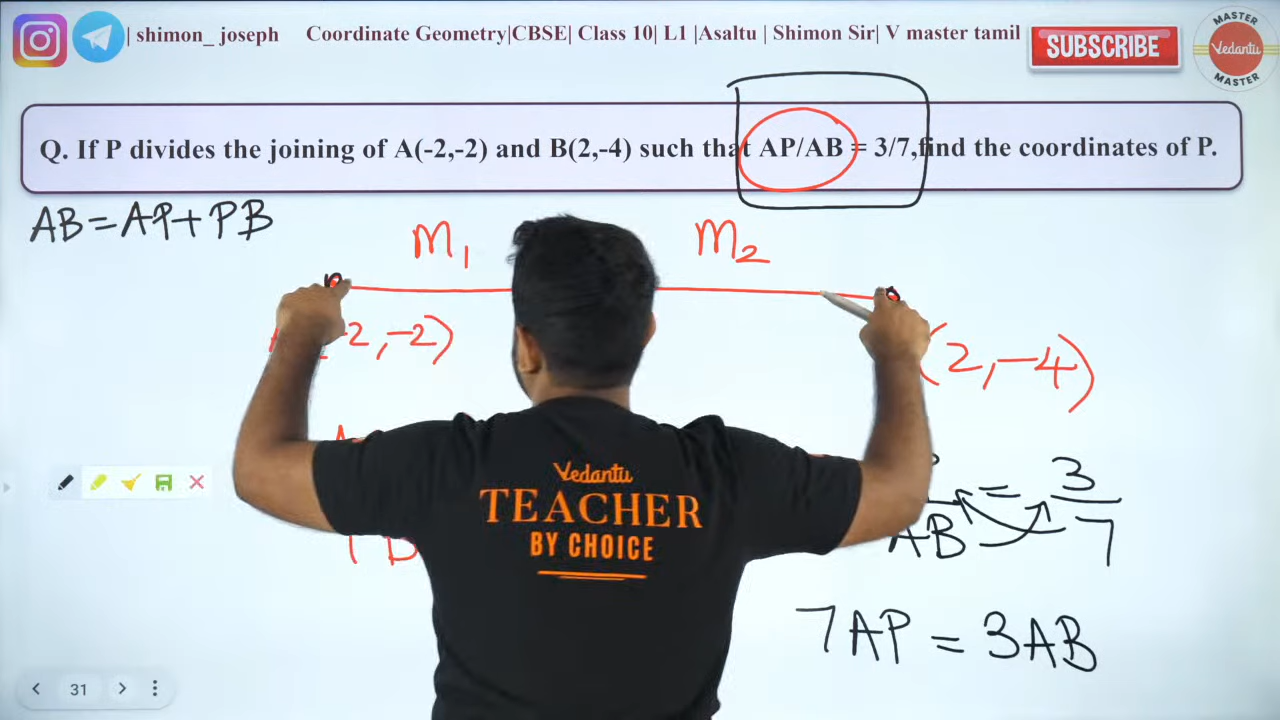 | shimon_ joseph Coordinate Geometry|CBSE| Class 10| L1 |Asaltu | Shimon Sir| V master tamil
SUBSCRIBE
MASTER
Vedantu
MASTER
Q. If P divides the joining of A(-2,-2) and B(2,-4) such that AP/AB = 3/7,find the coordinates of P.
AB=AP+PB
M1 M2
2,-2)
(2,-4)
= 3
AB 7
7AP = 3AB
Vedantu
TEACHER
BY CHOICE
31